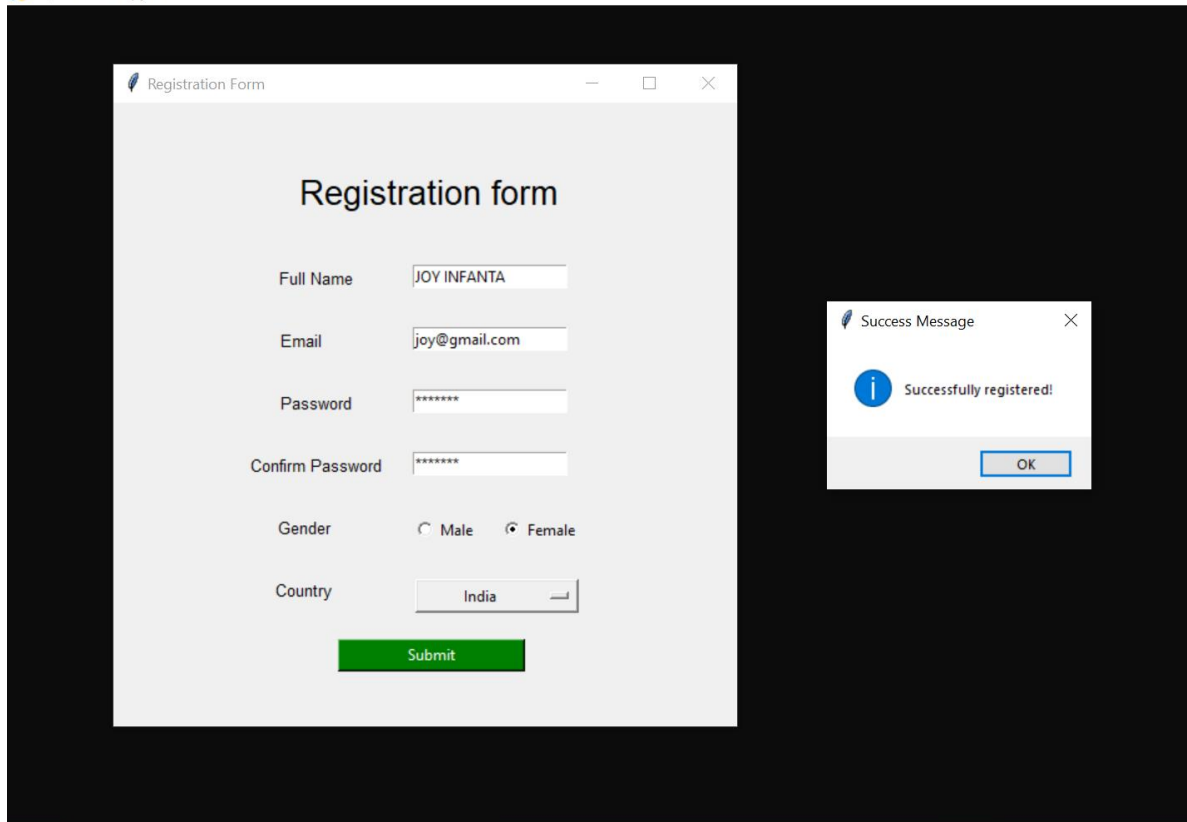 Registration Form
Registration form
Full Name JOY INFANTA
Email joy@gmail.com
Password *******
Confirm Password *******
Gender Male Female
Country India
Submit
Success Message
Successfully registered!
OK